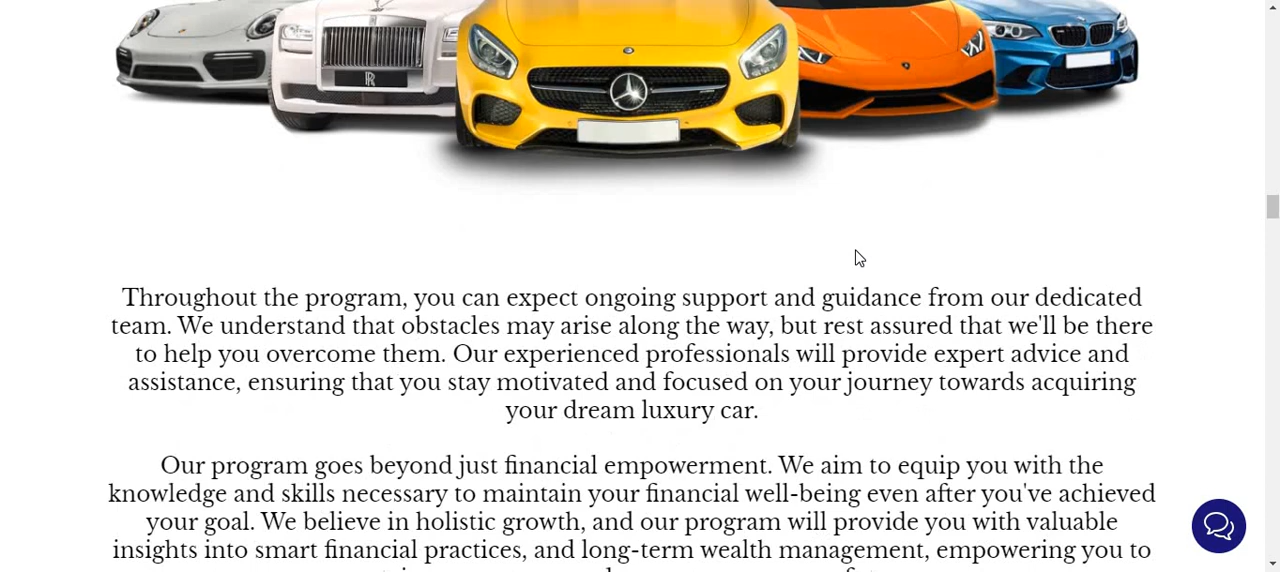 Throughout the program, you can expect ongoing support and guidance from our dedicated
team. We understand that obstacles may arise along the way, but rest assured that we'll be there
to help you overcome them. Our experienced professionals will provide expert advice and
assistance, ensuring that you stay motivated and focused on your journey towards acquiring
your dream luxury car.
Our program goes beyond just financial empowerment. We aim to equip you with the
knowledge and skills necessary to maintain your financial well-being even after you've achieved
your goal. We believe in holistic growth, and our program will provide you with valuable
insights into smart financial practices, and long-term wealth management, empowering you to